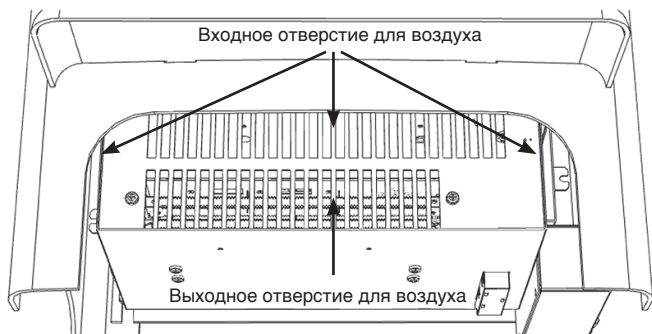 Входное отверстие для воздуха
Выходное отверстие для воздуха